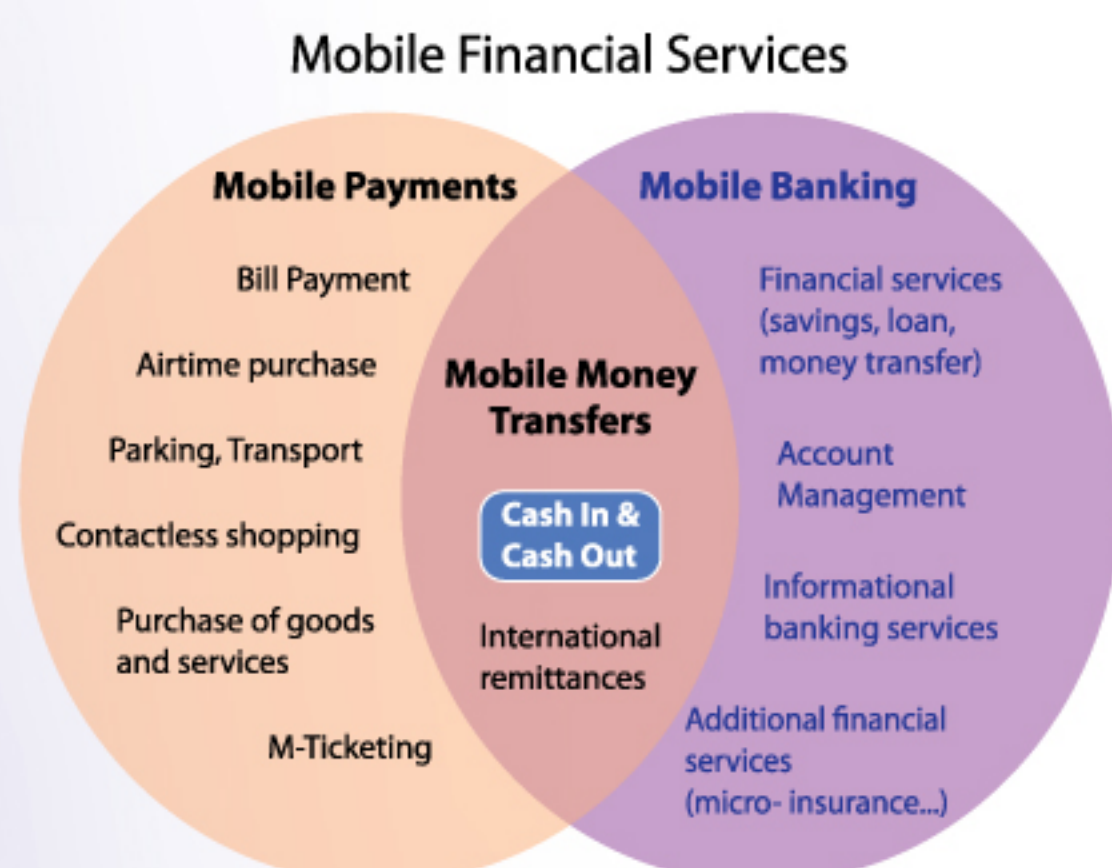 Mobile Financial Services
Mobile Payments
Bill Payment
Airtime purchase
Parking, Transport
Contactless shopping
Purchase of goods
and services
M-Ticketing
Mobile Money
Transfers
Cash In &
Cash Out
International
remittances
Mobile Banking
Financial services
(savings, loan,
money transfer)
Account
Management
Informational
banking services
Additional financial
services
(micro- insurance...)